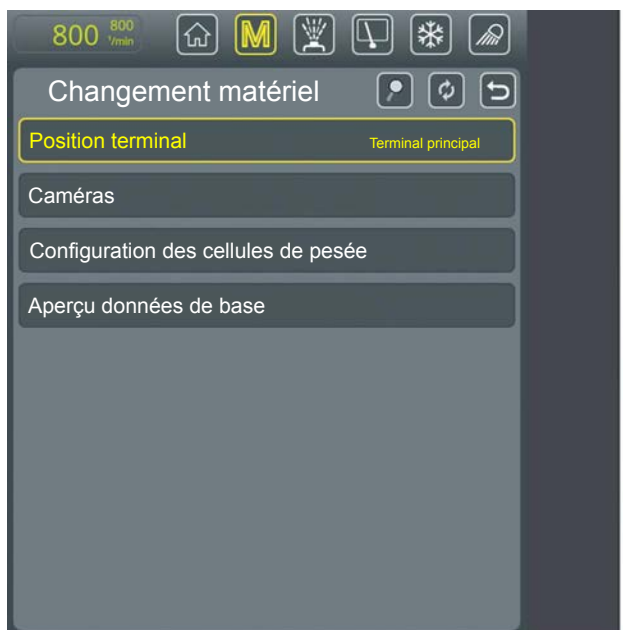 800 800 1/min M
Changement matériel
Position terminal Terminal principal
Caméras
Configuration des cellules de pesée
Aperçu données de base